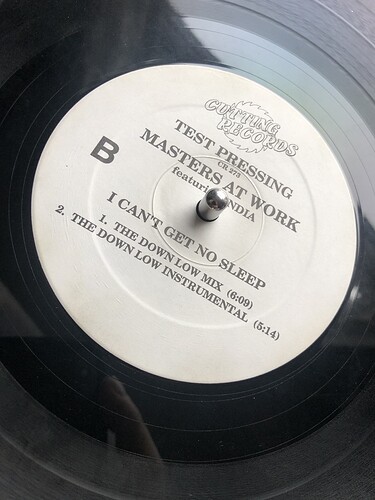 CUTTING
RECORDS
TEST PRESSING
CR 273
MASTERS AT WORK
INDIA
B
I CAN'T GET NO SLEEP
1. THE DOWN LOW MIX (6:09)
2. THE DOWN LOW INSTRUMENTAL (5:14)